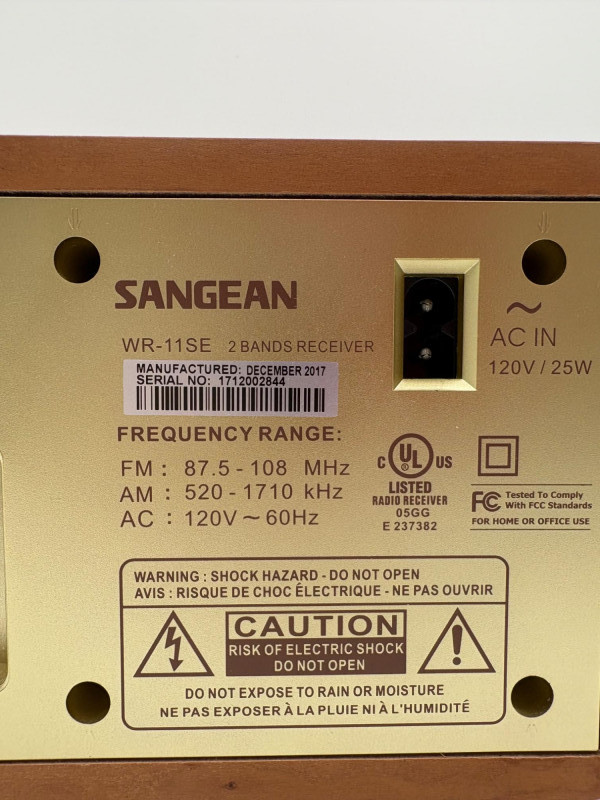 SANGEAN
WR-11SE 2 BANDS RECEIVER
MANUFACTURED: DECEMBER 2017
SERIAL NO: 1712002844
AC IN
120V / 25W
FREQUENCY RANGE:
FM : 87.5 - 108 MHz
AM : 520 - 1710 kHz
AC : 120V ~ 60Hz
C UL US
LISTED
RADIO RECEIVER
05GG
E 237382
FC Tested To Comply
With FCC Standards
FOR HOME OR OFFICE USE
WARNING : SHOCK HAZARD - DO NOT OPEN
AVIS : RISQUE DE CHOC ÉLECTRIQUE - NE PAS OUVRIR
CAUTION
RISK OF ELECTRIC SHOCK
DO NOT OPEN
DO NOT EXPOSE TO RAIN OR MOISTURE
NE PAS EXPOSER À LA PLUIE NI À L'HUMIDITÉ